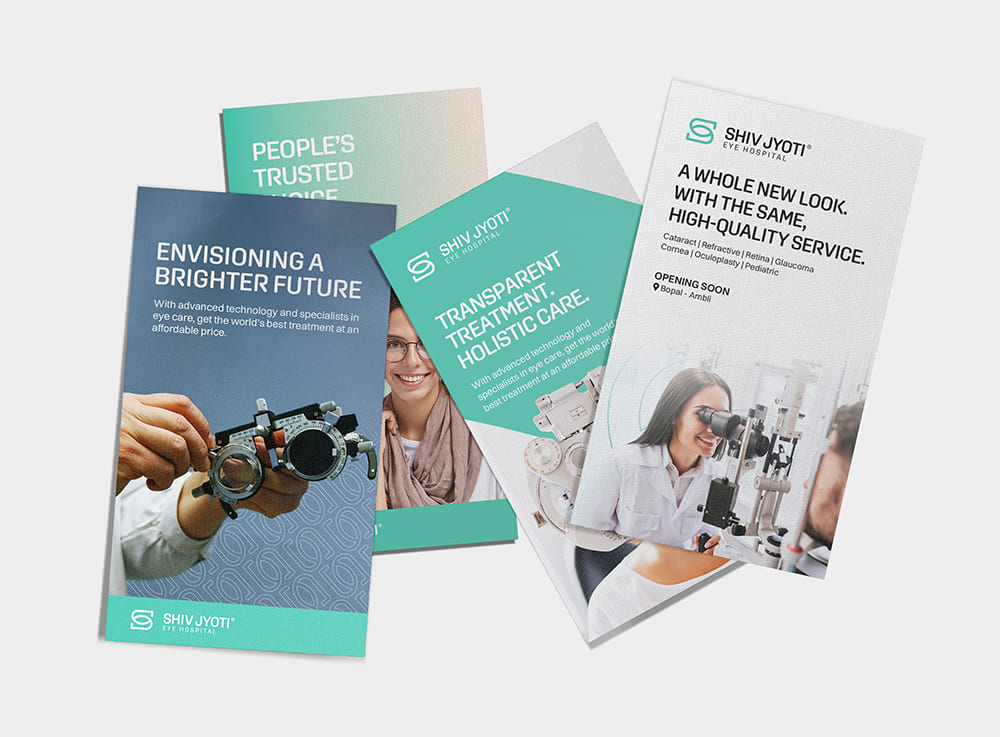 PEOPLE'S
TRUSTED
CHOICE
ENVISIONING A
BRIGHTER FUTURE
With advanced technology and specialists in
eye care, get the world's best treatment at an
affordable price.
SHIV JYOTI®
EYE HOSPITAL
SHIV JYOTI®
EYE HOSPITAL
TRANSPARENT
TREATMENT.
HOLISTIC CARE.
With advanced technology and
specialists in eye care, get the world
best treatment at an affordable
SHIV JYOTI®
EYE HOSPITAL
A WHOLE NEW LOOK.
WITH THE SAME,
HIGH-QUALITY SERVICE.
Cataract | Refractive | Retina | Glaucoma
Cornea | Oculoplasty | Pediatric
OPENING SOON
Bopal - Ambli